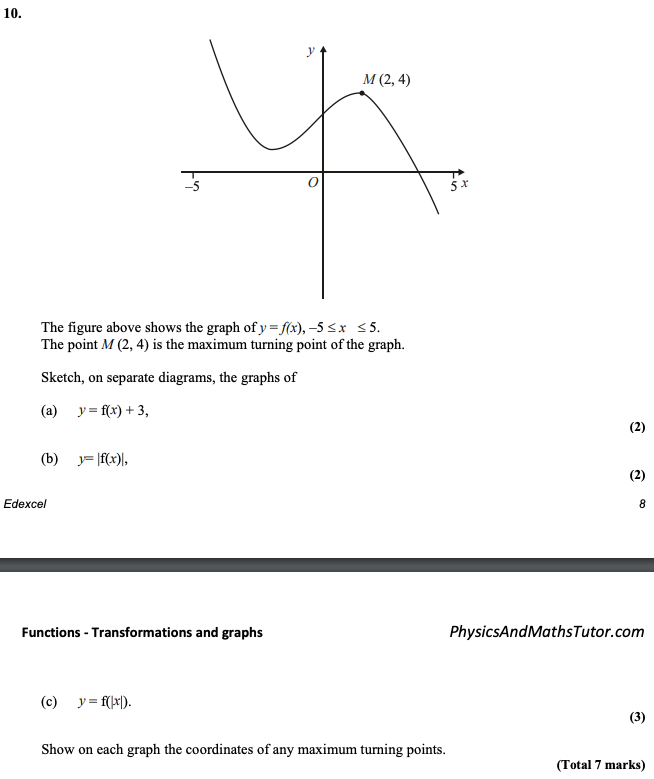 10.
y
M (2, 4)
–5
O
5 x
The figure above shows the graph of y = f(x), –5 ≤ x ≤ 5.
The point M (2, 4) is the maximum turning point of the graph.
Sketch, on separate diagrams, the graphs of
(a) y = f(x) + 3,
(2)
(b) y= |f(x)|,
(2)
Edexcel
8
Functions - Transformations and graphs
PhysicsAndMathsTutor.com
(c) y = f(|x|).
(3)
Show on each graph the coordinates of any maximum turning points.
(Total 7 marks)